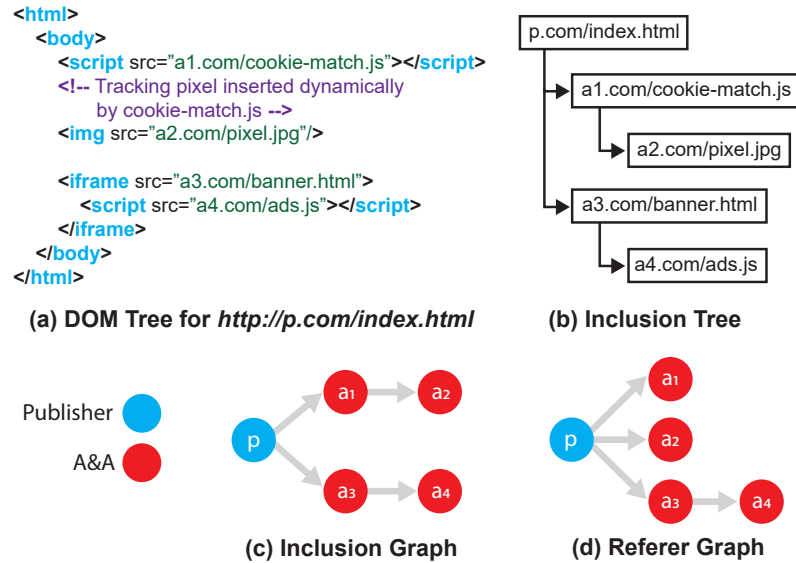 <html>
<body>
<script src=”a1.com/cookie-match.js”></script>
<!-- Tracking pixel inserted dynamically
by cookie-match.js -->
<img src=”a2.com/pixel.jpg”/>
<iframe src=”a3.com/banner.html”>
<script src=”a4.com/ads.js”></script>
</iframe>
</body>
</html>
(a) DOM Tree for http://p.com/index.html
p.com/index.html
a1.com/cookie-match.js
a2.com/pixel.jpg
a3.com/banner.html
a4.com/ads.js
(b) Inclusion Tree
Publisher
A&A
p
a₁
a₂
a₃
a₄
(c) Inclusion Graph
p
a₁
a₂
a₃
a₄
(d) Referer Graph